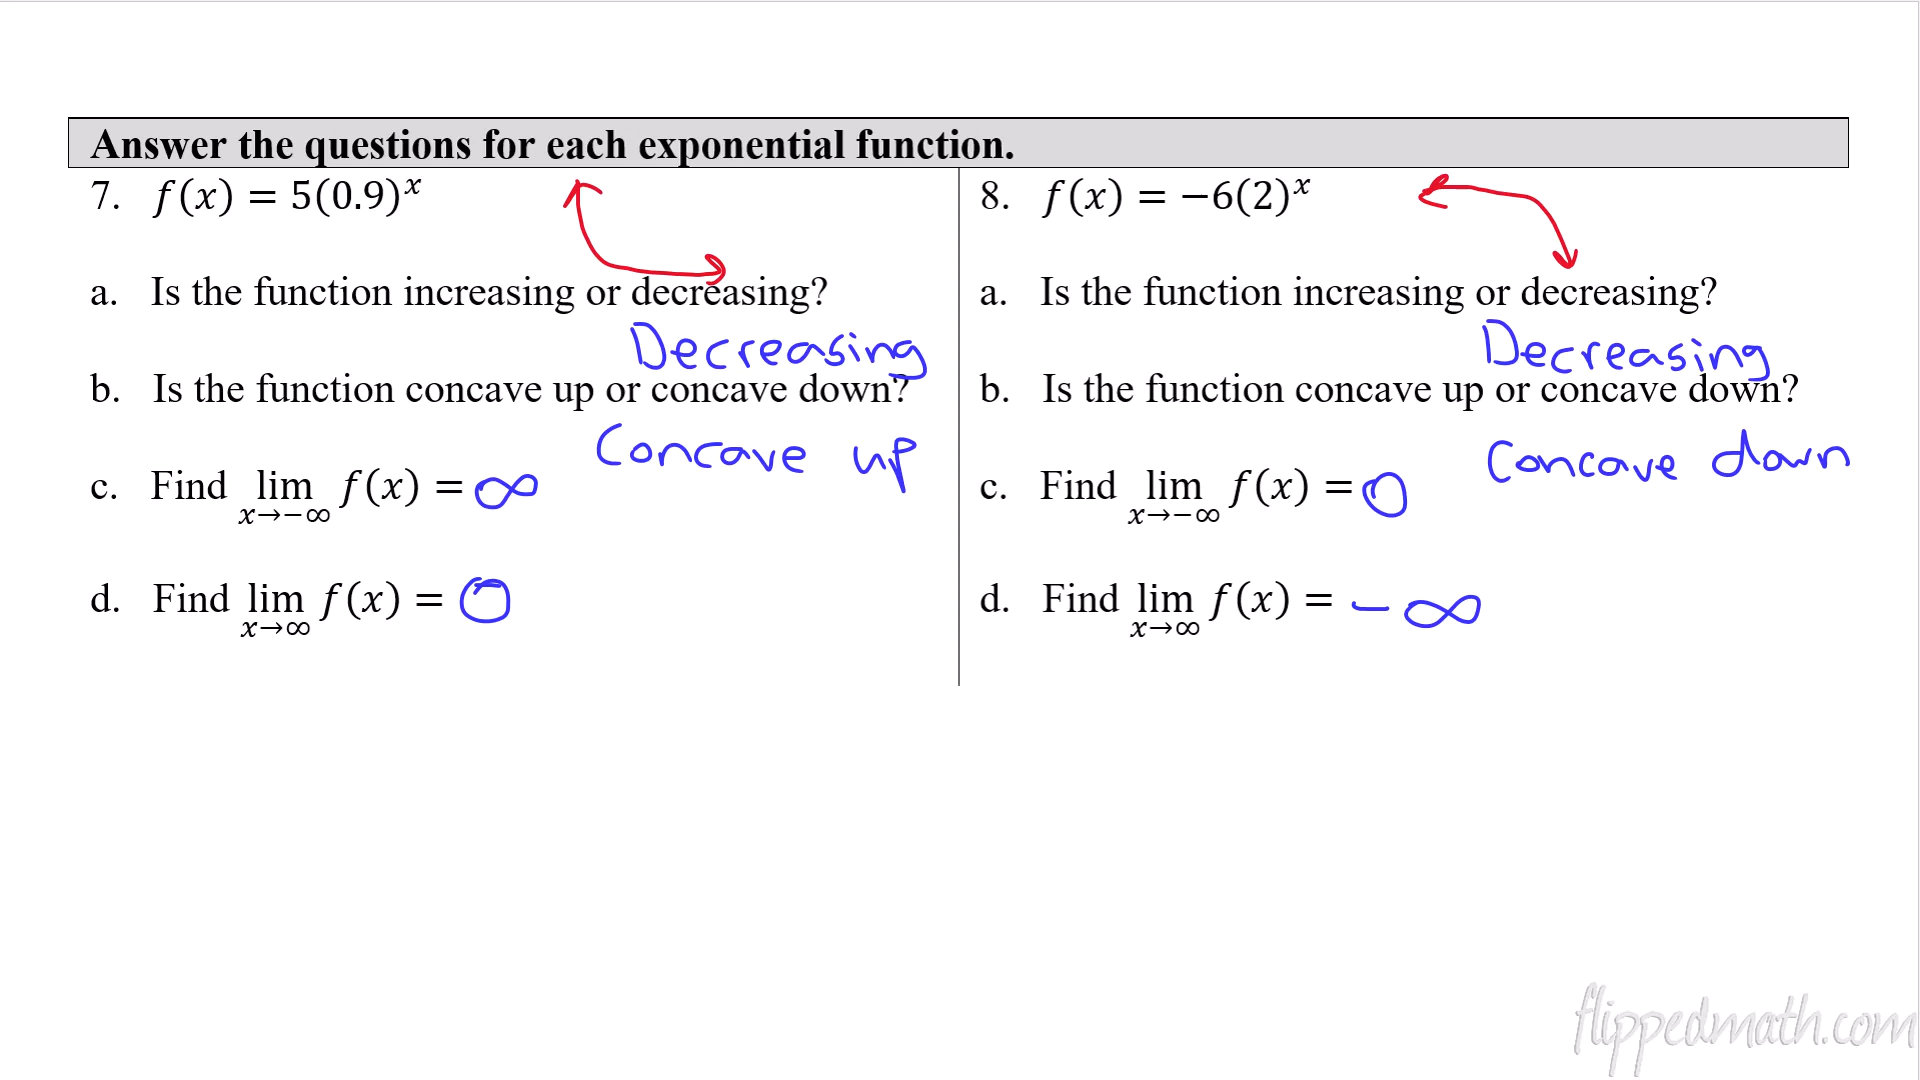 Answer the questions for each exponential function.
7. f(x) = 5(0.9)^x
a. Is the function increasing or decreasing?
Decreasing
b. Is the function concave up or concave down?
Concave up
c. Find lim x→−∞ f(x) = ∞
d. Find lim x→∞ f(x) = 0
8. f(x) = −6(2)^x
a. Is the function increasing or decreasing?
Decreasing
b. Is the function concave up or concave down?
Concave down
c. Find lim x→−∞ f(x) = 0
d. Find lim x→∞ f(x) = −∞
flippedmath.com